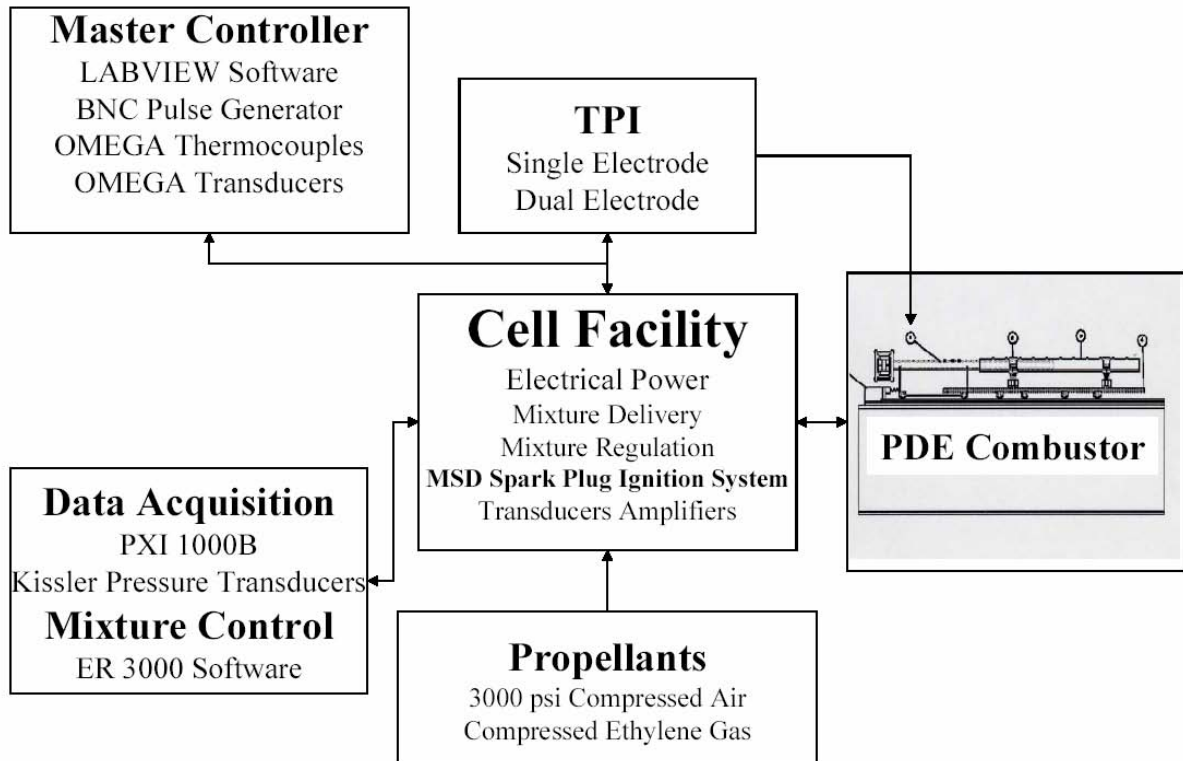 Master Controller
LABVIEW Software
BNC Pulse Generator
OMEGA Thermocouples
OMEGA Transducers
TPI
Single Electrode
Dual Electrode
Cell Facility
Electrical Power
Mixture Delivery
Mixture Regulation
MSD Spark Plug Ignition System
Transducers Amplifiers
PDE Combustor
Data Acquisition
PXI 1000B
Kissler Pressure Transducers
Mixture Control
ER 3000 Software
Propellants
3000 psi Compressed Air
Compressed Ethylene Gas